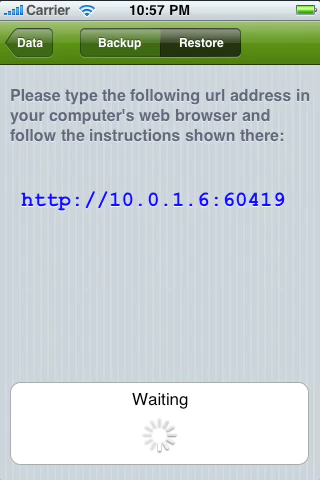 Carrier 10:57 PM
Data Backup Restore
Please type the following url address in
your computer's web browser and
follow the instructions shown there:
http://10.0.1.6:60419
Waiting